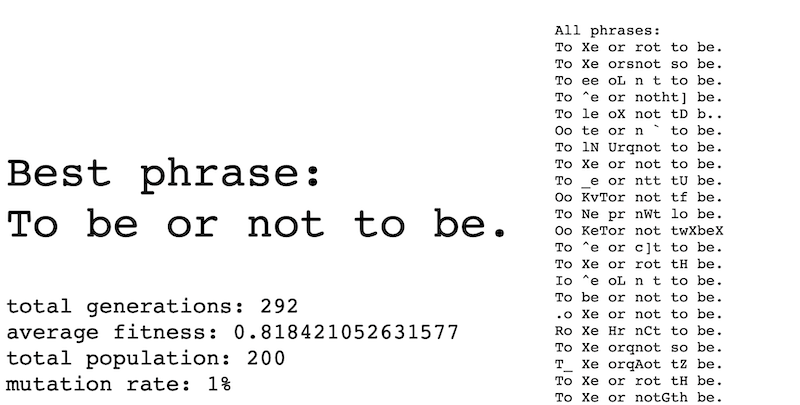 Best phrase:
To be or not to be.
total generations: 292
average fitness: 0.818421052631577
total population: 200
mutation rate: 1%
All phrases:
To Xe or rot to be.
To Xe orsnot so be.
To ee oL n t to be.
To ^e or notht] be.
To le oX not tD b..
Oo te or n ` to be.
To lN Urqnot to be.
To Xe or not to be.
To _e or ntt tU be.
Oo KvTor not tf be.
To Ne pr nWt lo be.
Oo KeTor not twXbeX
To ^e or c]t to be.
To Xe or rot tH be.
Io ^e oL n t to be.
To be or not to be.
.o Xe or not to be.
Ro Xe Hr nCt to be.
To Xe orqnot so be.
T_ Xe orqAot tZ be.
To Xe or rot tH be.
To Xe or notGth be.